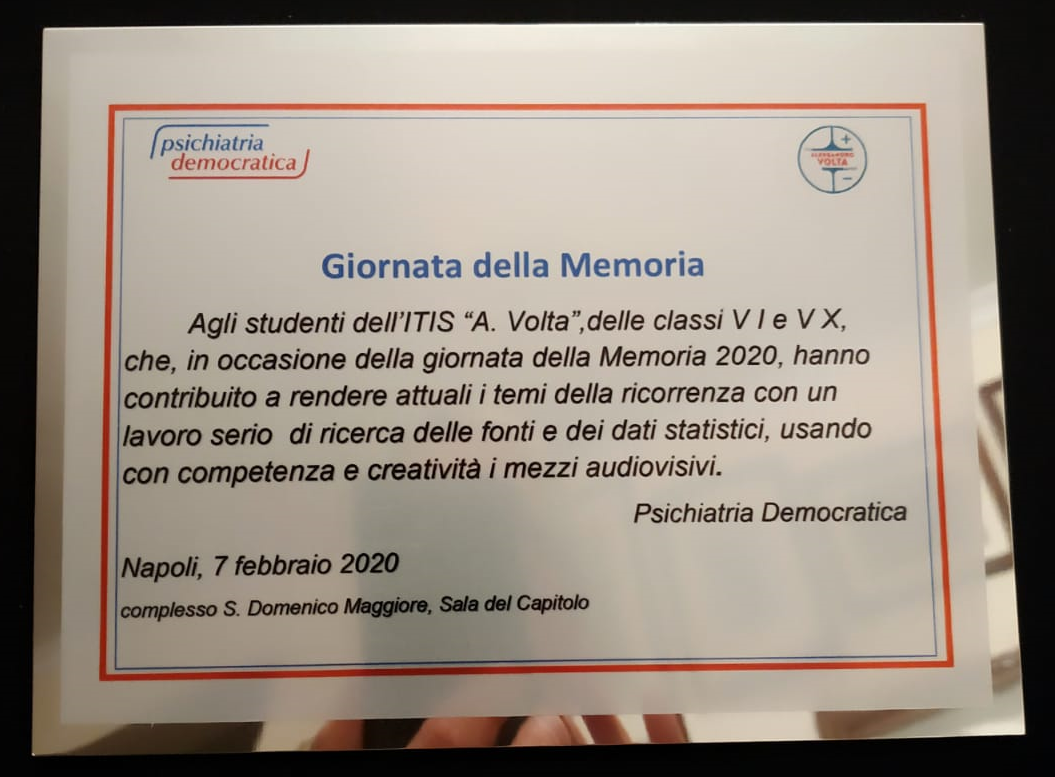 psichiatria
democratica
ALESSANDRO
VOLTA
Giornata della Memoria
Agli studenti dell'ITIS “A. Volta”,delle classi V I e V X,
che, in occasione della giornata della Memoria 2020, hanno
contribuito a rendere attuali i temi della ricorrenza con un
lavoro serio di ricerca delle fonti e dei dati statistici, usando
con competenza e creatività i mezzi audiovisivi.
Psichiatria Democratica
Napoli, 7 febbraio 2020
complesso S. Domenico Maggiore, Sala del Capitolo